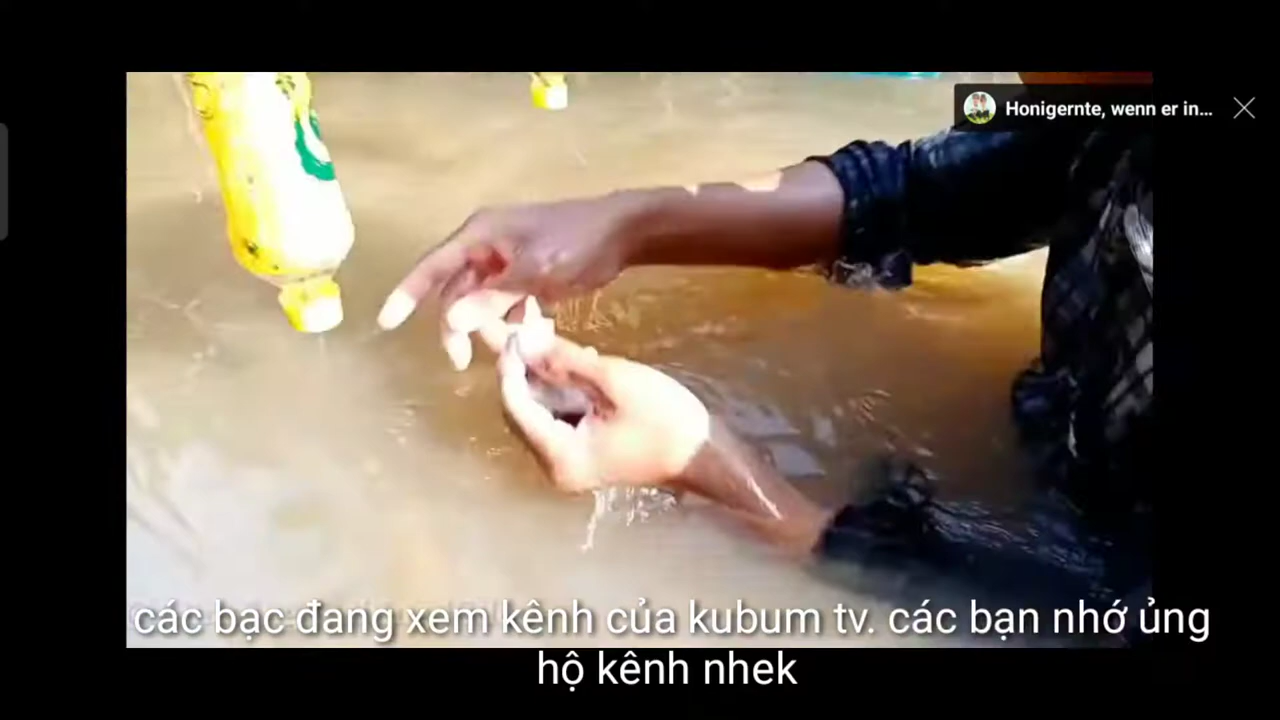 Honigernte, wenn er in...
các bạc đang xem kênh của kubum tv. các bạn nhớ ủng
hộ kênh nhek